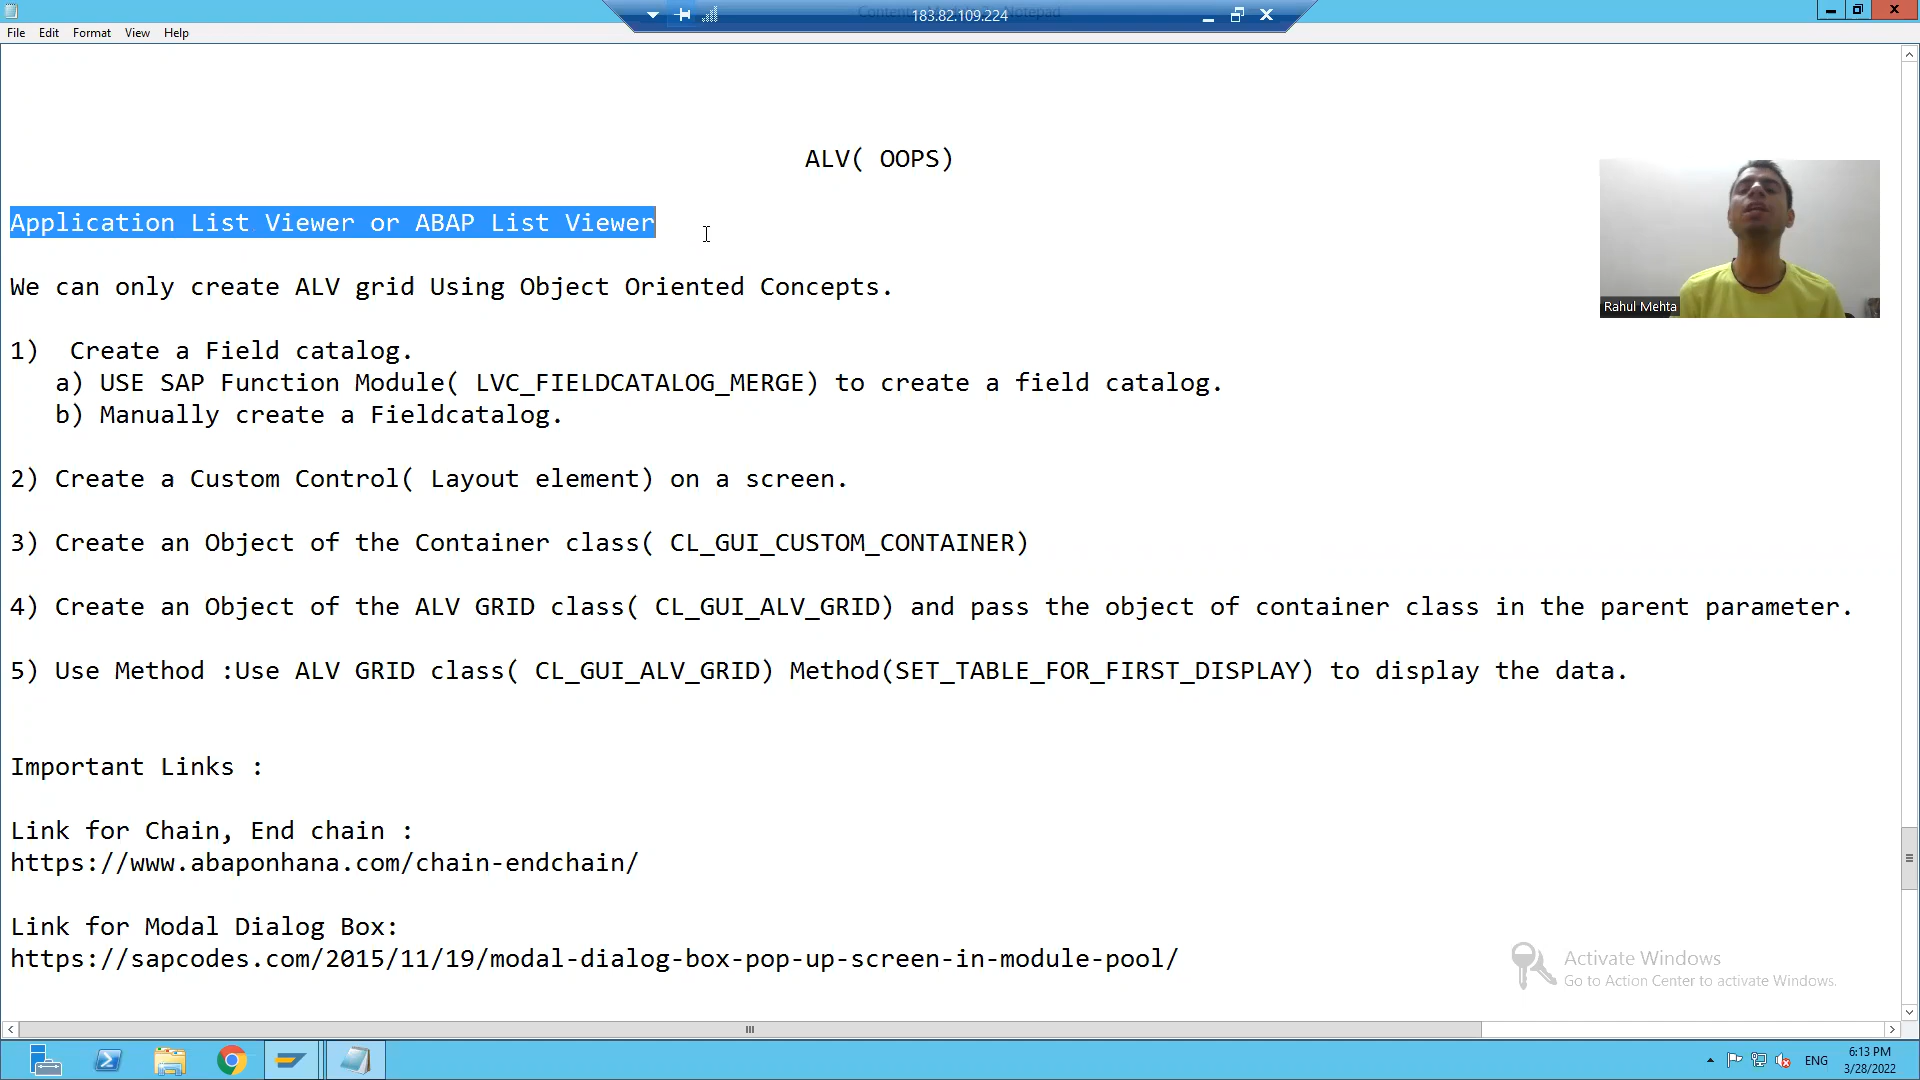 183.82.109.224
File Edit Format View Help
ALV( OOPS)
Application List Viewer or ABAP List Viewer
We can only create ALV grid Using Object Oriented Concepts.
1)  Create a Field catalog.
a) USE SAP Function Module( LVC_FIELDCATALOG_MERGE) to create a field catalog.
b) Manually create a Fieldcatalog.
2) Create a Custom Control( Layout element) on a screen.
3) Create an Object of the Container class( CL_GUI_CUSTOM_CONTAINER)
4) Create an Object of the ALV GRID class( CL_GUI_ALV_GRID) and pass the object of container class in the parent parameter.
5) Use Method :Use ALV GRID class( CL_GUI_ALV_GRID) Method(SET_TABLE_FOR_FIRST_DISPLAY) to display the data.
Important Links :
Link for Chain, End chain :
https://www.abaponhana.com/chain-endchain/
Link for Modal Dialog Box:
https://sapcodes.com/2015/11/19/modal-dialog-box-pop-up-screen-in-module-pool/
Rahul Mehta
Activate Windows
Go to Action Center to activate Windows.
ENG
6:13 PM
3/28/2022